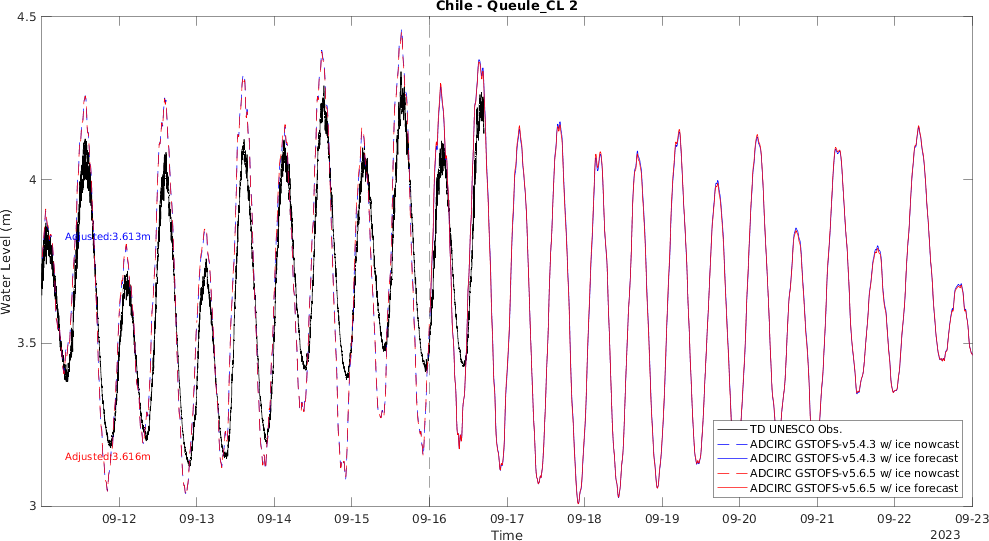 Chile - Queule_CL 2
4.5
4
3.5
3
Water Level (m)
Adjusted:3.613m
Adjusted:3.616m
TD UNESCO Obs.
ADCIRC GSTOFS-v5.4.3 w/ ice nowcast
ADCIRC GSTOFS-v5.4.3 w/ ice forecast
ADCIRC GSTOFS-v5.6.5 w/ ice nowcast
ADCIRC GSTOFS-v5.6.5 w/ ice forecast
09-12 09-13 09-14 09-15 09-16 09-17 09-18 09-19 09-20 09-21 09-22 09-23
Time
2023